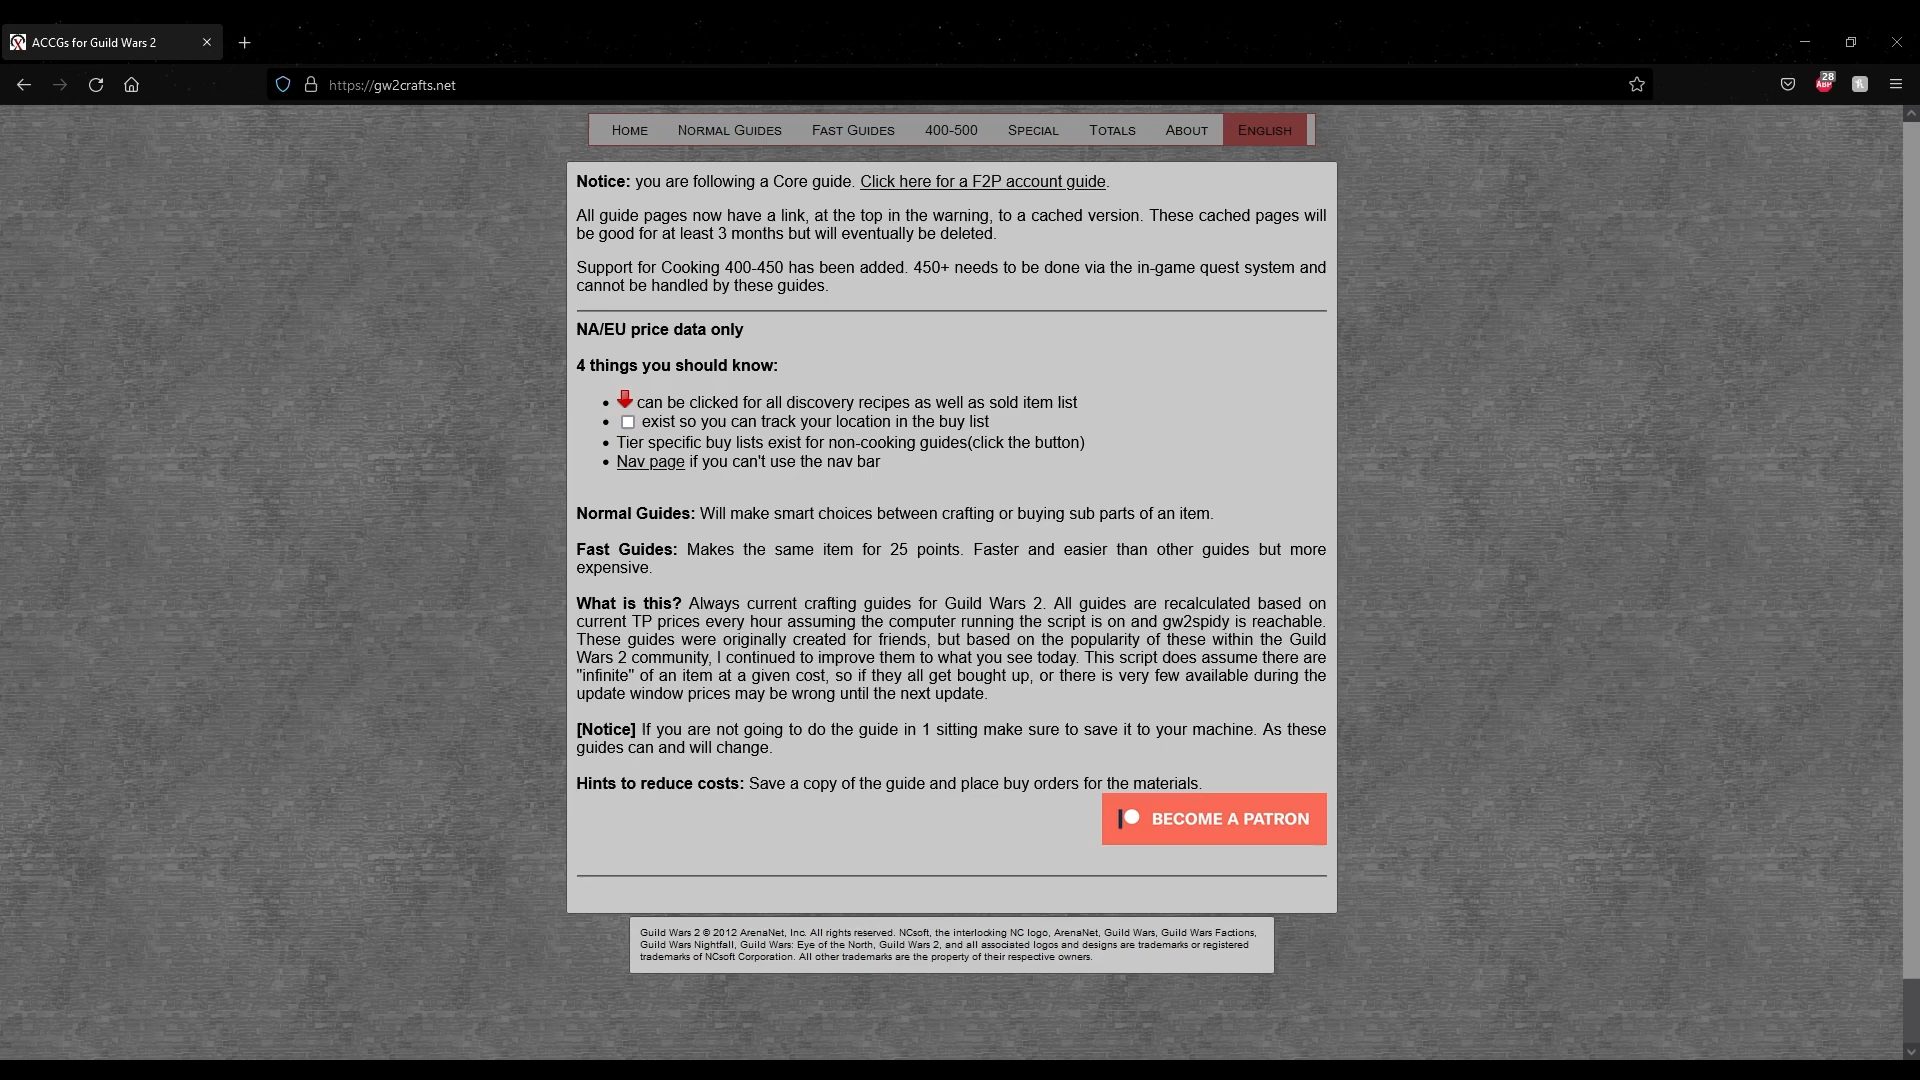 ACCGs for Guild Wars 2
https://gw2crafts.net
28
ABP
HOME NORMAL GUIDES FAST GUIDES 400-500 SPECIAL TOTALS ABOUT ENGLISH
Notice: you are following a Core guide. Click here for a F2P account guide.
All guide pages now have a link, at the top in the warning, to a cached version. These cached pages will
be good for at least 3 months but will eventually be deleted.
Support for Cooking 400-450 has been added. 450+ needs to be done via the in-game quest system and
cannot be handled by these guides.
NA/EU price data only
4 things you should know:
• can be clicked for all discovery recipes as well as sold item list
• exist so you can track your location in the buy list
• Tier specific buy lists exist for non-cooking guides(click the button)
• Nav page if you can't use the nav bar
Normal Guides: Will make smart choices between crafting or buying sub parts of an item.
Fast Guides: Makes the same item for 25 points. Faster and easier than other guides but more
expensive.
What is this? Always current crafting guides for Guild Wars 2. All guides are recalculated based on
current TP prices every hour assuming the computer running the script is on and gw2spidy is reachable.
These guides were originally created for friends, but based on the popularity of these within the Guild
Wars 2 community, I continued to improve them to what you see today. This script does assume there are
"infinite" of an item at a given cost, so if they all get bought up, or there is very few available during the
update window prices may be wrong until the next update.
[Notice] If you are not going to do the guide in 1 sitting make sure to save it to your machine. As these
guides can and will change.
Hints to reduce costs: Save a copy of the guide and place buy orders for the materials.
BECOME A PATRON
Guild Wars 2 © 2012 ArenaNet, Inc. All rights reserved. NCsoft, the interlocking NC logo, ArenaNet, Guild Wars, Guild Wars Factions,
Guild Wars Nightfall, Guild Wars: Eye of the North, Guild Wars 2, and all associated logos and designs are trademarks or registered
trademarks of NCsoft Corporation. All other trademarks are the property of their respective owners.